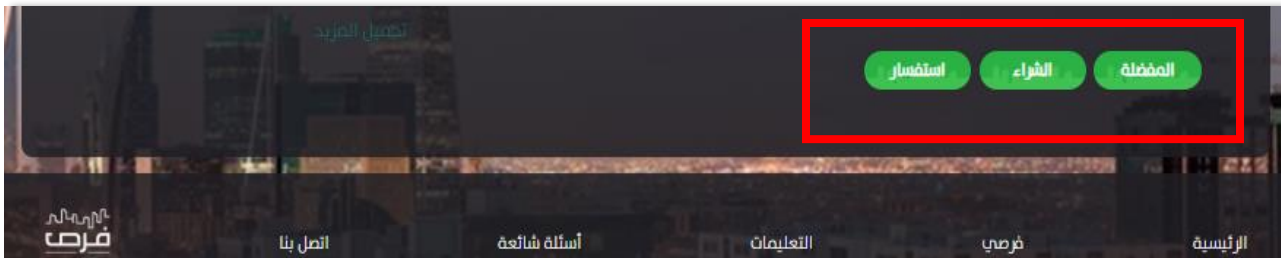 تحميل المزيد
المفضلة الشراء استفسار
الرئيسية فرصي التعليمات أسئلة شائعة اتصل بنا فرص